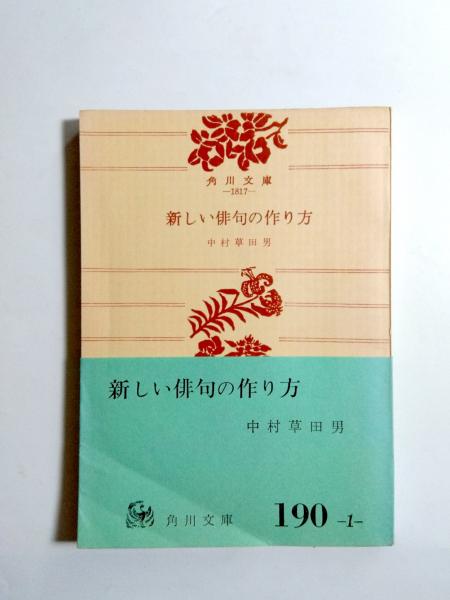 角川文庫
—1817—
新しい俳句の作り方
中村草田男
新しい俳句の作り方
中村草田男
角川文庫 190 -1-